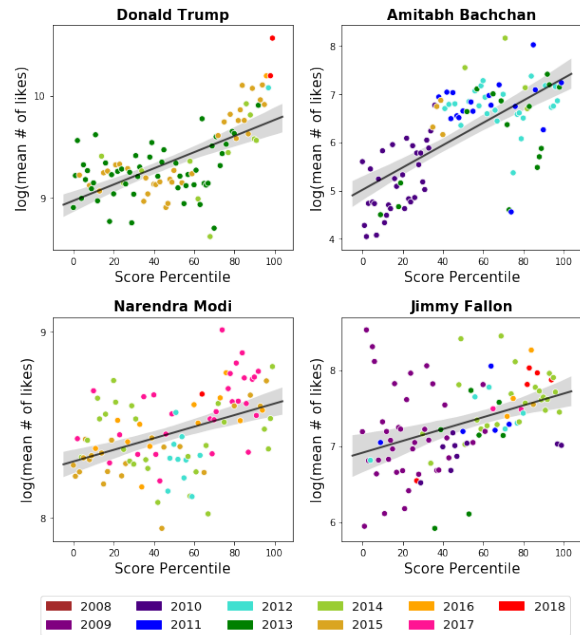 Donald Trump
Amitabh Bachchan
log(mean # of likes)
10
9
0 20 40 60 80 100
Score Percentile
log(mean # of likes)
8
7
6
5
4
0 20 40 60 80 100
Score Percentile
Narendra Modi
Jimmy Fallon
log(mean # of likes)
9
8
0 20 40 60 80 100
Score Percentile
log(mean # of likes)
8
7
6
0 20 40 60 80 100
Score Percentile
2008 2010 2012 2014 2016 2018
2009 2011 2013 2015 2017